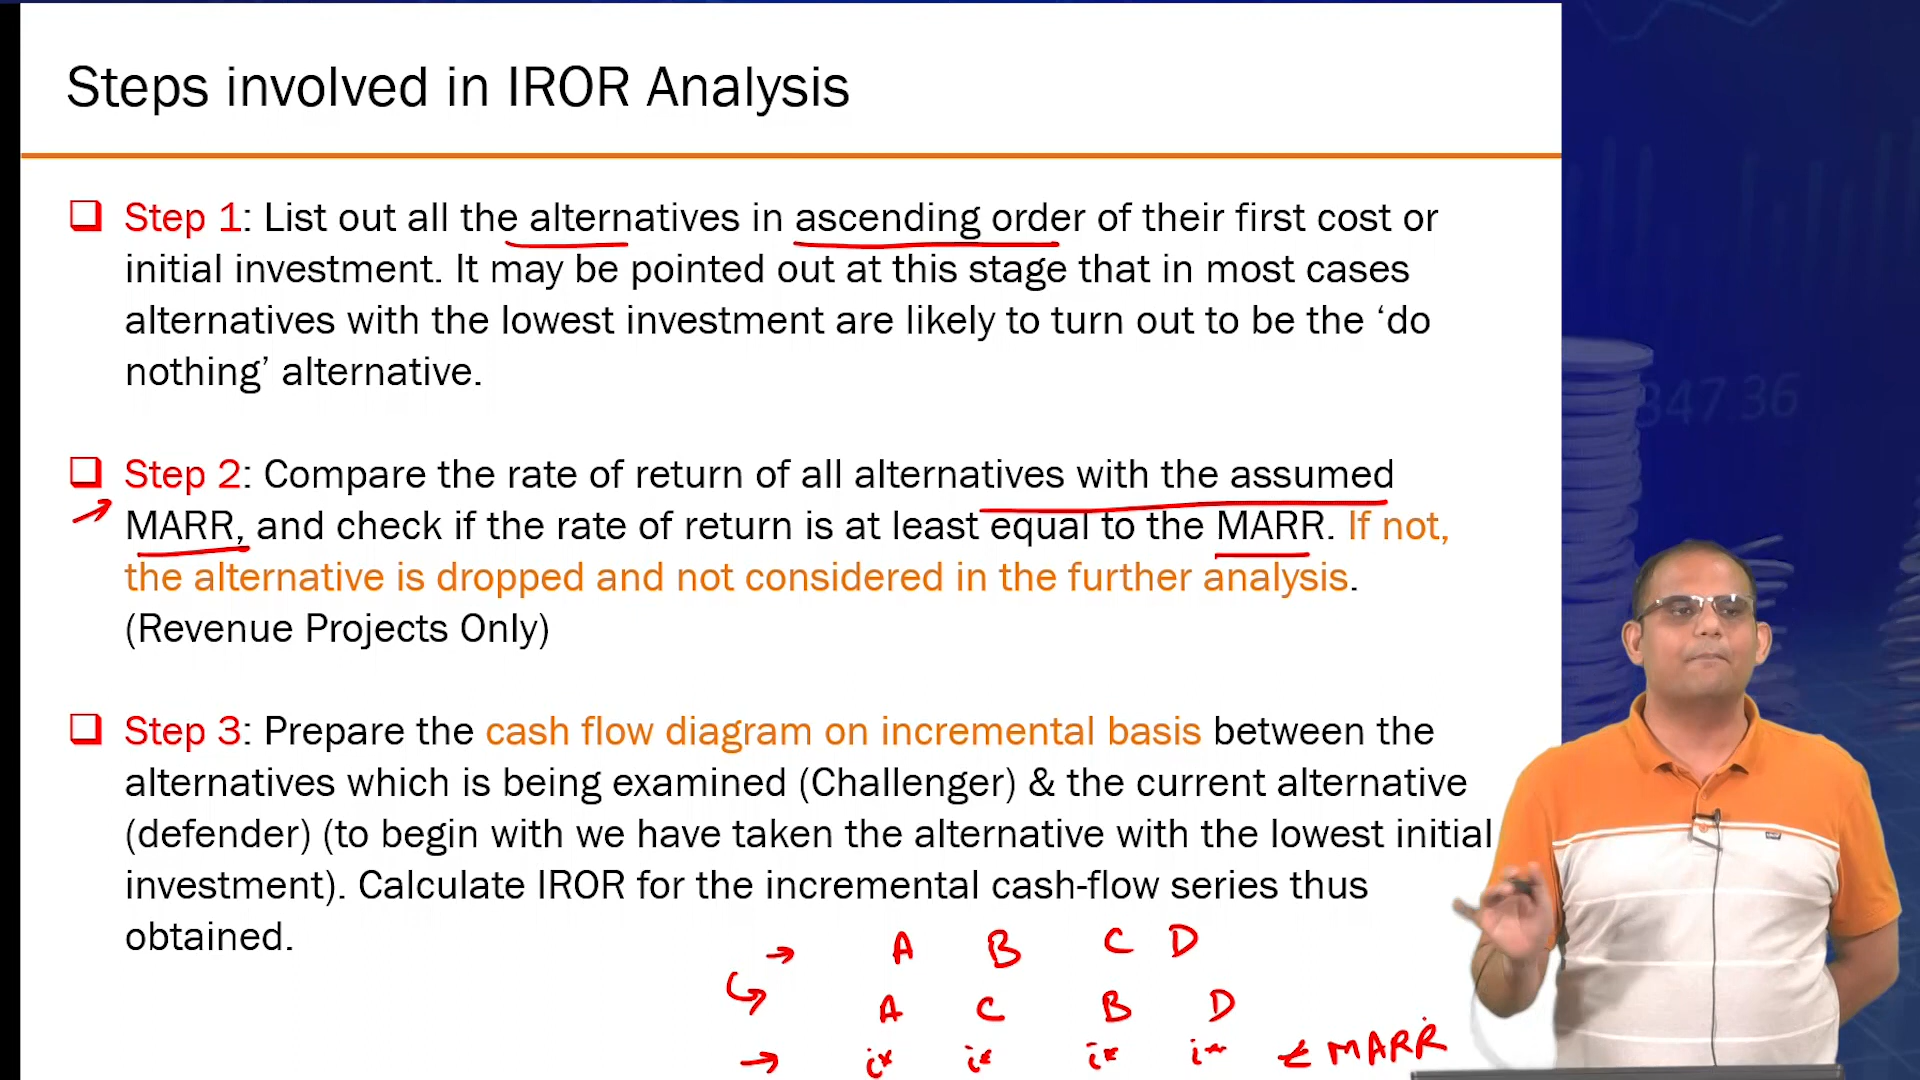 Steps involved in IROR Analysis
Step 1: List out all the alternatives in ascending order of their first cost or
initial investment. It may be pointed out at this stage that in most cases
alternatives with the lowest investment are likely to turn out to be the ‘do
nothing’ alternative.
Step 2: Compare the rate of return of all alternatives with the assumed
MARR, and check if the rate of return is at least equal to the MARR. If not,
the alternative is dropped and not considered in the further analysis.
(Revenue Projects Only)
Step 3: Prepare the cash flow diagram on incremental basis between the
alternatives which is being examined (Challenger) & the current alternative
(defender) (to begin with we have taken the alternative with the lowest initial
investment). Calculate IROR for the incremental cash-flow series thus
obtained.
→ A B C D
A C B D
→ i* i* i* i* MARR
347.36